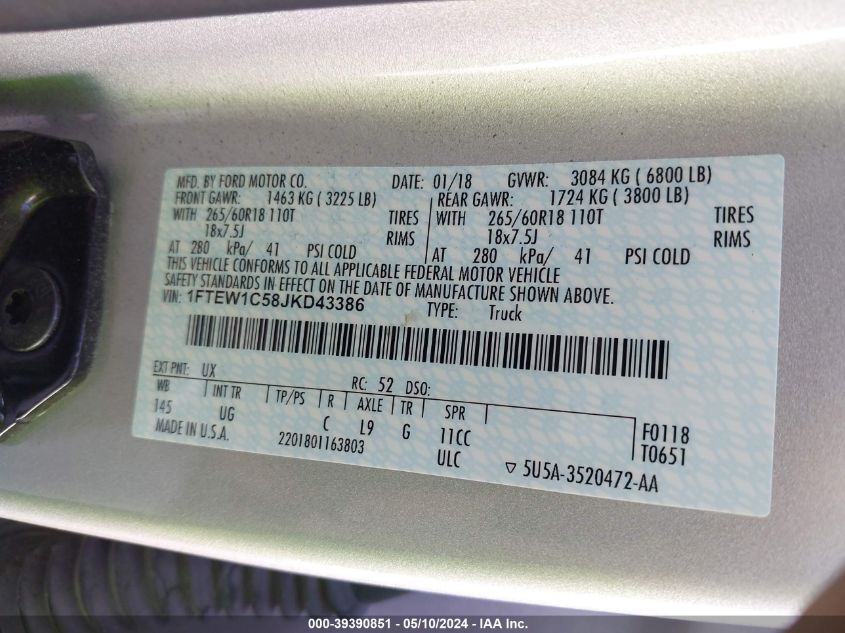 MFD. BY FORD MOTOR CO. DATE: 01/18 GVWR: 3084 KG ( 6800 LB)
FRONT GAWR: 1463 KG ( 3225 LB) REAR GAWR: 1724 KG ( 3800 LB)
WITH 265/60R18 110T TIRES WITH 265/60R18 110T TIRES
18x7.5J RIMS 18x7.5J RIMS
AT 280 kPa/ 41 PSI COLD AT 280 kPa/ 41 PSI COLD
THIS VEHICLE CONFORMS TO ALL APPLICABLE FEDERAL MOTOR VEHICLE
SAFETY STANDARDS IN EFFECT ON THE DATE OF MANUFACTURE SHOWN ABOVE.
VIN: 1FTEW1C58JKD43386 TYPE: Truck
EXT PNT: UX RC: 52 DSO:
WB INT TR TP/PS R AXLE TR SPR
145 UG C L9 G 11CC F0118
MADE IN U.S.A. 2201801163803 ULC T0651
5U5A-3520472-AA
000-39390851 - 05/10/2024 - IAA Inc.